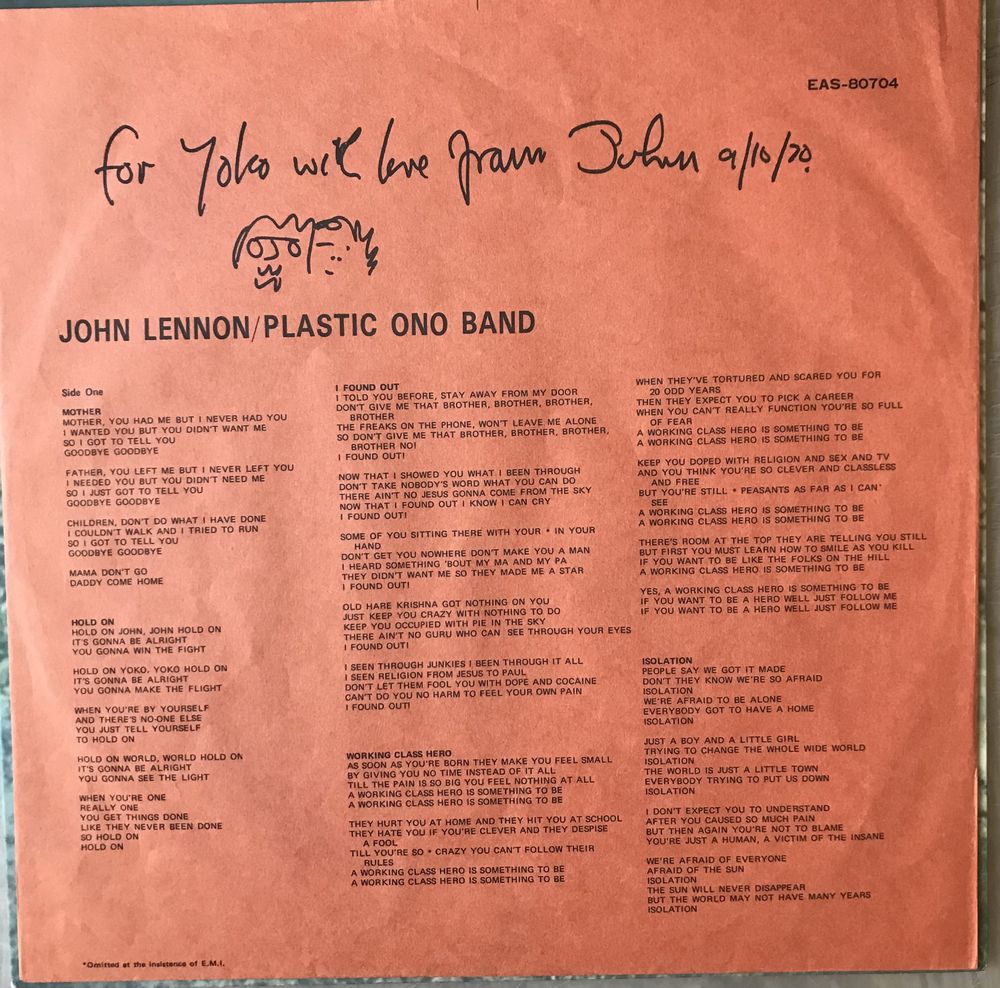 EAS-80704
for Yoko with love from John 9/10/70.
JOHN LENNON/PLASTIC ONO BAND
Side One
MOTHER
MOTHER, YOU HAD ME BUT I NEVER HAD YOU
I WANTED YOU BUT YOU DIDN'T WANT ME
SO I GOT TO TELL YOU
GOODBYE GOODBYE
FATHER, YOU LEFT ME BUT I NEVER LEFT YOU
I NEEDED YOU BUT YOU DIDN'T NEED ME
SO I JUST GOT TO TELL YOU
GOODBYE GOODBYE
CHILDREN, DON'T DO WHAT I HAVE DONE
I COULDN'T WALK AND I TRIED TO RUN
SO I GOT TO TELL YOU
GOODBYE GOODBYE
MAMA DON'T GO
DADDY COME HOME
HOLD ON
HOLD ON JOHN, JOHN HOLD ON
IT'S GONNA BE ALRIGHT
YOU GONNA WIN THE FIGHT
HOLD ON YOKO, YOKO HOLD ON
IT'S GONNA BE ALRIGHT
YOU GONNA MAKE THE FLIGHT
WHEN YOU'RE BY YOURSELF
AND THERE'S NO-ONE ELSE
YOU JUST TELL YOURSELF
TO HOLD ON
HOLD ON WORLD, WORLD HOLD ON
IT'S GONNA BE ALRIGHT
YOU GONNA SEE THE LIGHT
WHEN YOU'RE ONE
REALLY ONE
YOU GET THINGS DONE
LIKE THEY NEVER BEEN DONE
SO HOLD ON
HOLD ON
I FOUND OUT
I TOLD YOU BEFORE, STAY AWAY FROM MY DOOR
DON'T GIVE ME THAT BROTHER, BROTHER, BROTHER,
BROTHER
THE FREAKS ON THE PHONE, WON'T LEAVE ME ALONE
SO DON'T GIVE ME THAT BROTHER, BROTHER, BROTHER,
BROTHER NO!
I FOUND OUT!
NOW THAT I SHOWED YOU WHAT I BEEN THROUGH
DON'T TAKE NOBODY'S WORD WHAT YOU CAN DO
THERE AIN'T NO JESUS GONNA COME FROM THE SKY
NOW THAT I FOUND OUT I KNOW I CAN CRY
I FOUND OUT!
SOME OF YOU SITTING THERE WITH YOUR * IN YOUR
HAND
DON'T GET YOU NOWHERE DON'T MAKE YOU A MAN
I HEARD SOMETHING 'BOUT MY MA AND MY PA
THEY DIDN'T WANT ME SO THEY MADE ME A STAR
I FOUND OUT!
OLD HARE KRISHNA GOT NOTHING ON YOU
JUST KEEP YOU CRAZY WITH NOTHING TO DO
KEEP YOU OCCUPIED WITH PIE IN THE SKY
THERE AIN'T NO GURU WHO CAN SEE THROUGH YOUR EYES
I FOUND OUT!
I SEEN THROUGH JUNKIES I BEEN THROUGH IT ALL
I SEEN RELIGION FROM JESUS TO PAUL
DON'T LET THEM FOOL YOU WITH DOPE AND COCAINE
CAN'T DO YOU NO HARM TO FEEL YOUR OWN PAIN
I FOUND OUT!
WORKING CLASS HERO
AS SOON AS YOU'RE BORN THEY MAKE YOU FEEL SMALL
BY GIVING YOU NO TIME INSTEAD OF IT ALL
TILL THE PAIN IS SO BIG YOU FEEL NOTHING AT ALL
A WORKING CLASS HERO IS SOMETHING TO BE
A WORKING CLASS HERO IS SOMETHING TO BE
THEY HURT YOU AT HOME AND THEY HIT YOU AT SCHOOL
THEY HATE YOU IF YOU'RE CLEVER AND THEY DESPISE
A FOOL
TILL YOU'RE SO * CRAZY YOU CAN'T FOLLOW THEIR
RULES
A WORKING CLASS HERO IS SOMETHING TO BE
A WORKING CLASS HERO IS SOMETHING TO BE
WHEN THEY'VE TORTURED AND SCARED YOU FOR
20 ODD YEARS
THEN THEY EXPECT YOU TO PICK A CAREER
WHEN YOU CAN'T REALLY FUNCTION YOU'RE SO FULL
OF FEAR
A WORKING CLASS HERO IS SOMETHING TO BE
A WORKING CLASS HERO IS SOMETHING TO BE
KEEP YOU DOPED WITH RELIGION AND SEX AND TV
AND YOU THINK YOU'RE SO CLEVER AND CLASSLESS
AND FREE
BUT YOU'RE STILL * PEASANTS AS FAR AS I CAN'
SEE
A WORKING CLASS HERO IS SOMETHING TO BE
A WORKING CLASS HERO IS SOMETHING TO BE
THERE'S ROOM AT THE TOP THEY ARE TELLING YOU STILL
BUT FIRST YOU MUST LEARN HOW TO SMILE AS YOU KILL
IF YOU WANT TO BE LIKE THE FOLKS ON THE HILL
A WORKING CLASS HERO IS SOMETHING TO BE
YES, A WORKING CLASS HERO IS SOMETHING TO BE
IF YOU WANT TO BE A HERO WELL JUST FOLLOW ME
IF YOU WANT TO BE A HERO WELL JUST FOLLOW ME
ISOLATION
PEOPLE SAY WE GOT IT MADE
DON'T THEY KNOW WE'RE SO AFRAID
ISOLATION
WE'RE AFRAID TO BE ALONE
EVERYBODY GOT TO HAVE A HOME
ISOLATION
JUST A BOY AND A LITTLE GIRL
TRYING TO CHANGE THE WHOLE WIDE WORLD
ISOLATION
THE WORLD IS JUST A LITTLE TOWN
EVERYBODY TRYING TO PUT US DOWN
ISOLATION
I DON'T EXPECT YOU TO UNDERSTAND
AFTER YOU CAUSED SO MUCH PAIN
BUT THEN AGAIN YOU'RE NOT TO BLAME
YOU'RE JUST A HUMAN, A VICTIM OF THE INSANE
WE'RE AFRAID OF EVERYONE
AFRAID OF THE SUN
ISOLATION
THE SUN WILL NEVER DISAPPEAR
BUT THE WORLD MAY NOT HAVE MANY YEARS
ISOLATION
*Omitted at the insistence of E.M.I.